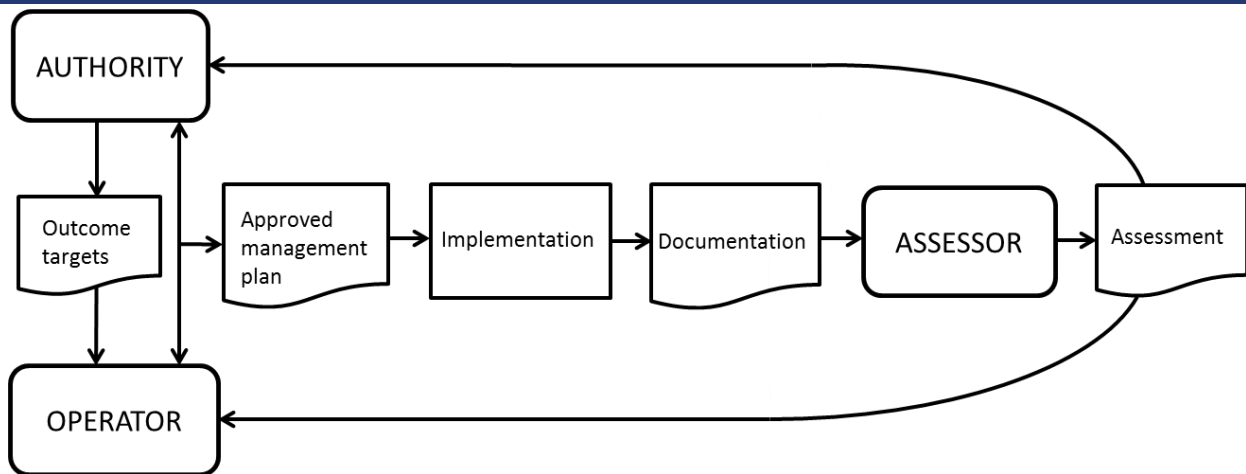 AUTHORITY
Outcome
targets
Approved
management
plan
Implementation
Documentation
ASSESSOR
Assessment
OPERATOR